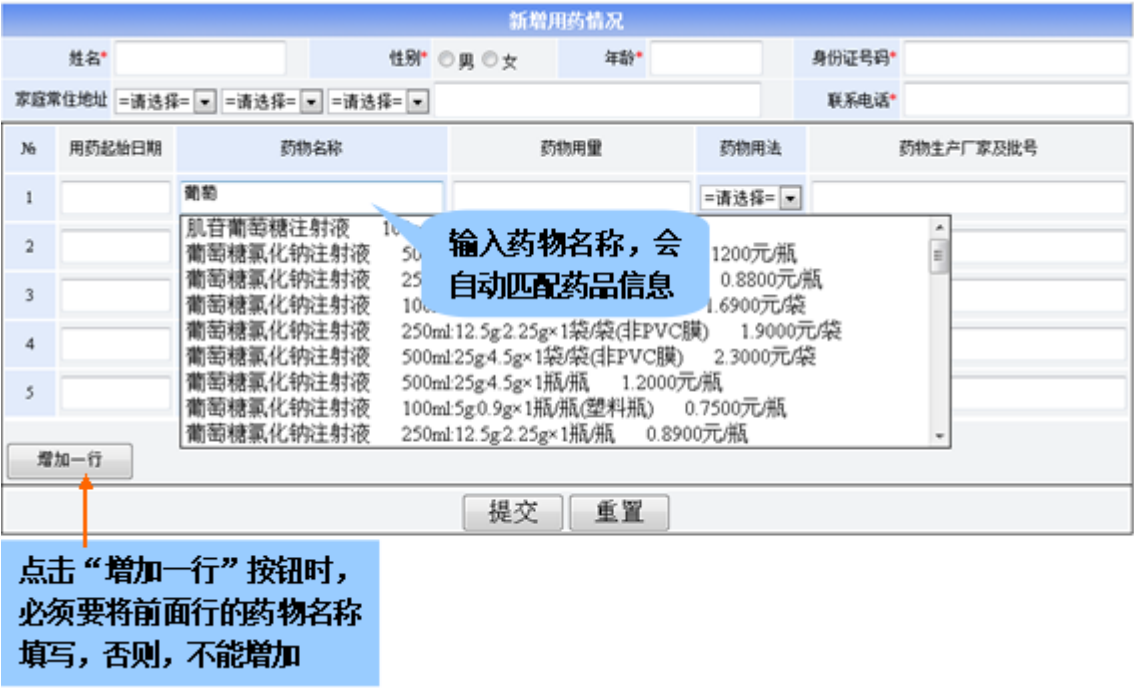 新增用药情况
姓名* 性别* 男 女 年龄* 身份证号码*
家庭常住地址 =请选择= =请选择= =请选择= 联系电话*
№ 用药起始日期 药物名称 药物用量 药物用法 药物生产厂家及批号
1 葡萄 =请选择=
肌苷葡萄糖注射液
2 葡萄糖氯化钠注射液 1200元/瓶
葡萄糖氯化钠注射液 0.8800元/瓶
3 葡萄糖氯化钠注射液 1.6900元/袋
葡萄糖氯化钠注射液 250ml:12.5g:2.25g×1袋/袋(非PVC膜) 1.9000元/袋
4 葡萄糖氯化钠注射液 500ml:25g:4.5g×1袋/袋(非PVC膜) 2.3000元/袋
葡萄糖氯化钠注射液 500ml:25g:4.5g×1瓶/瓶 1.2000元/瓶
5 葡萄糖氯化钠注射液 100ml:5g:0.9g×1瓶/瓶(塑料瓶) 0.7500元/瓶
葡萄糖氯化钠注射液 250ml:12.5g:2.25g×1瓶/瓶 0.8900元/瓶
输入药物名称，会
自动匹配药品信息
增加一行
提交 重置
点击“增加一行”按钮时，
必须要将前面行的药物名称
填写，否则，不能增加